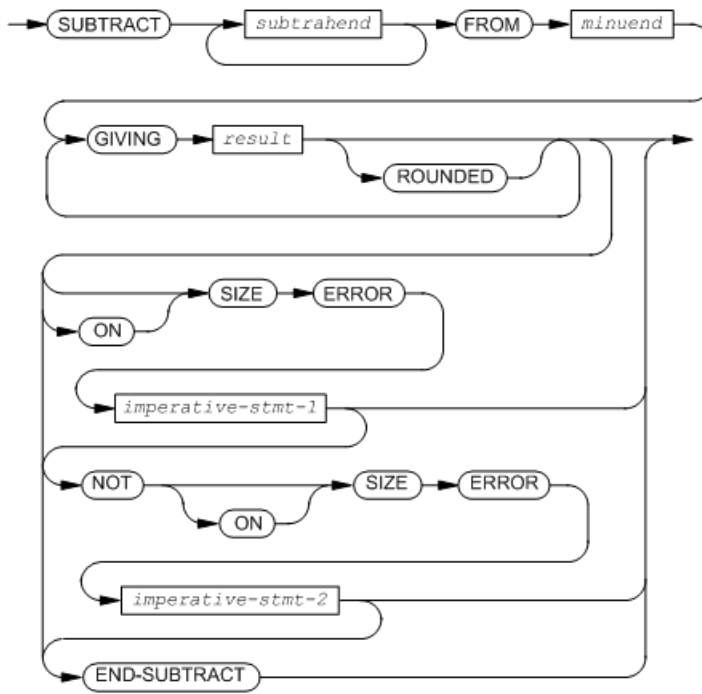 SUBTRACT subtrahend FROM minuend
GIVING result
ROUNDED
SIZE ERROR
ON
imperative-stmt-1
NOT SIZE ERROR
ON
imperative-stmt-2
END-SUBTRACT